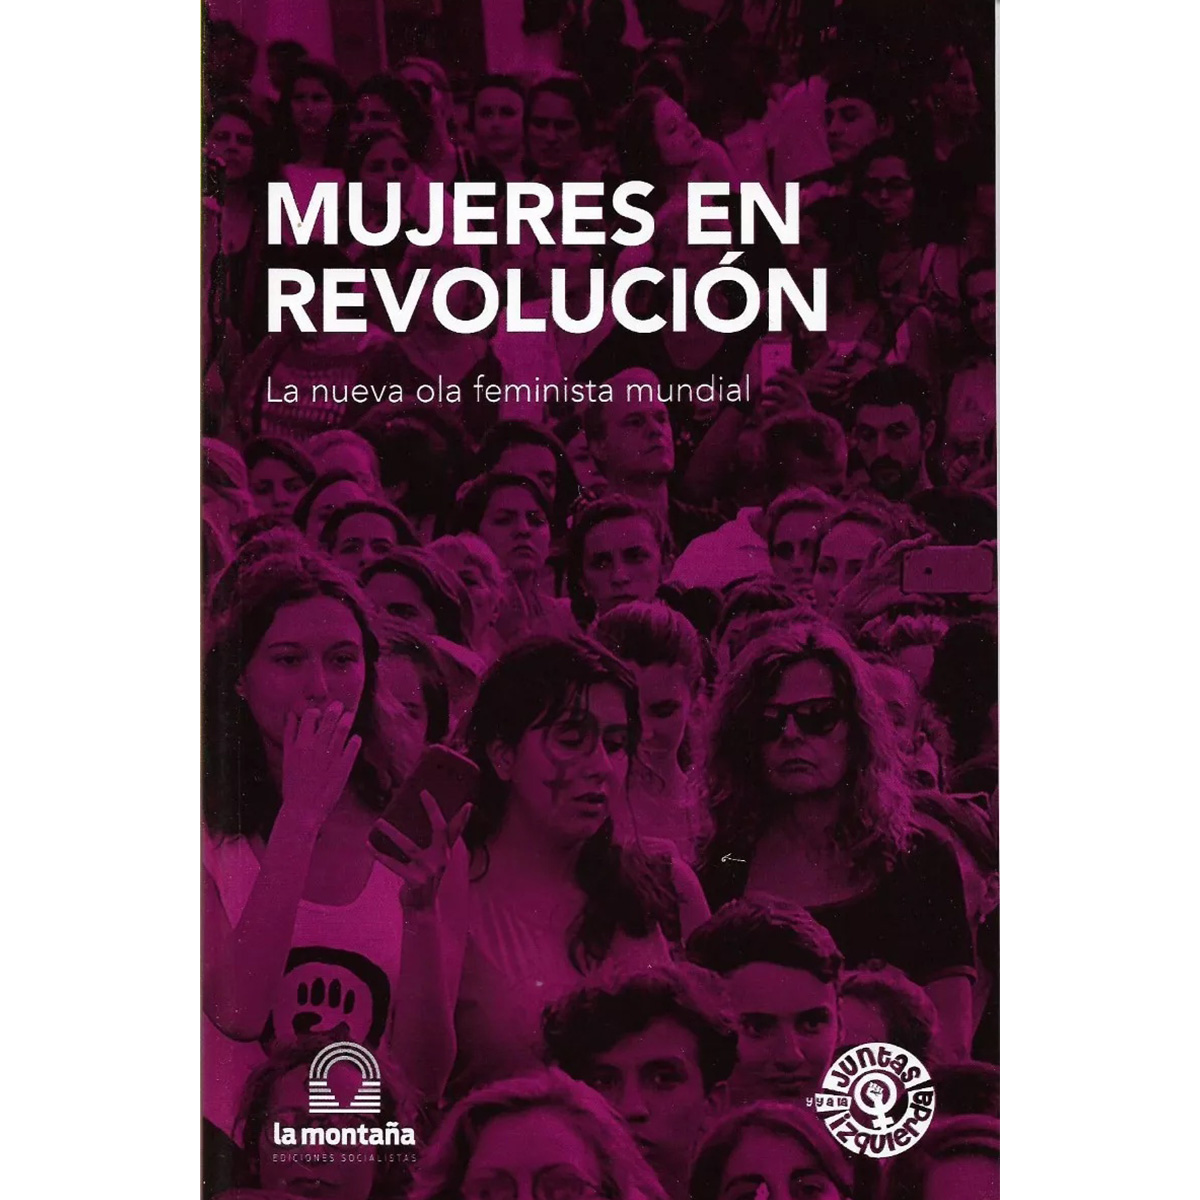 MUJERES EN
REVOLUCIÓN
La nueva ola feminista mundial
la montaña
EDICIONES SOCIALISTAS
JUNTAS
y y a la
izquierda